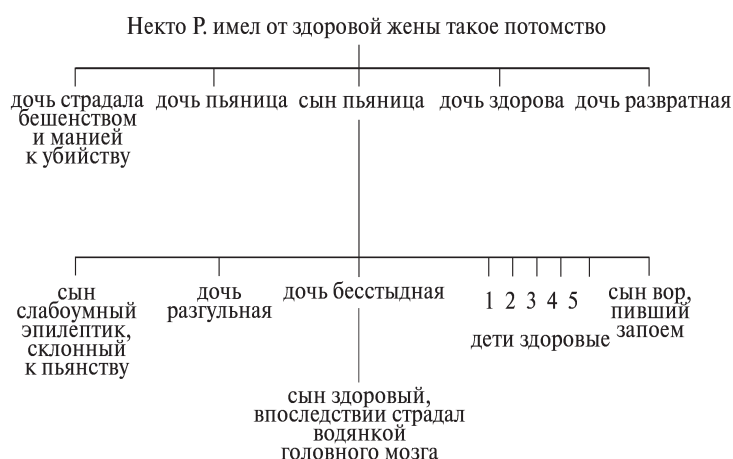 Некто Р. имел от здоровой жены такое потомство
дочь страдала
бешенством
и манией
к убийству
дочь пьяница
сын пьяница
дочь здорова
дочь развратная
сын
слабоумный
эпилептик,
склонный
к пьянству
дочь
разгульная
дочь бесстыдная
1 2 3 4 5
дети здоровые
сын вор,
пивший
запоем
сын здоровый,
впоследствии страдал
водянкой
головного мозга